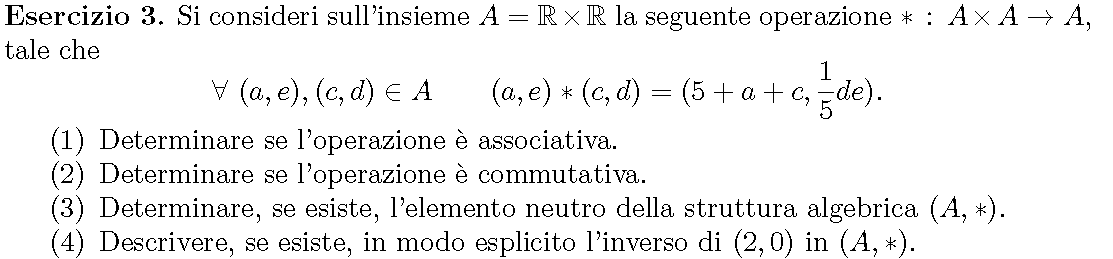 Esercizio 3. Si consideri sull'insieme A = ℝ × ℝ la seguente operazione ∗ : A × A → A,
tale che
∀ (a, e), (c, d) ∈ A (a, e) ∗ (c, d) = (5 + a + c, 1/5 de).
(1) Determinare se l'operazione è associativa.
(2) Determinare se l'operazione è commutativa.
(3) Determinare, se esiste, l'elemento neutro della struttura algebrica (A, ∗).
(4) Descrivere, se esiste, in modo esplicito l'inverso di (2, 0) in (A, ∗).